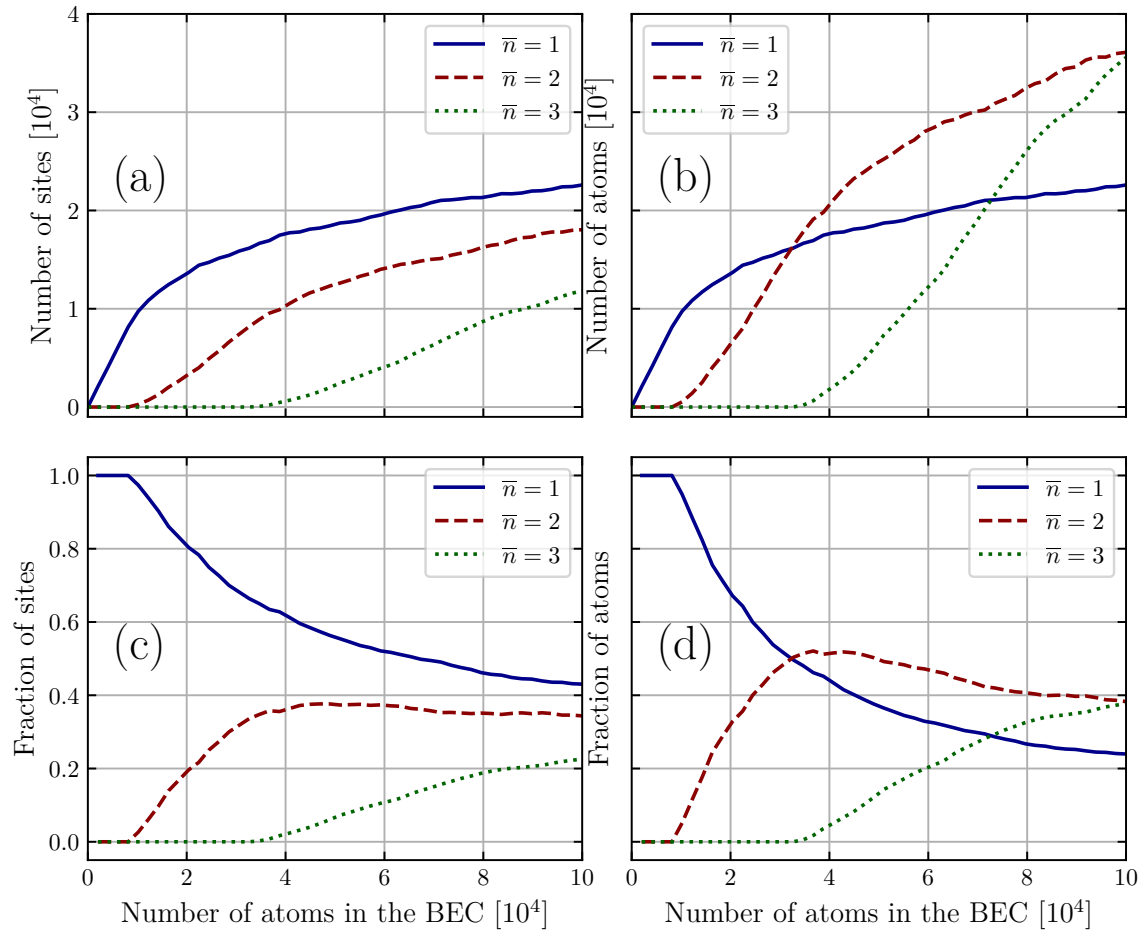 4
3
2
1
0
Number of sites [10⁴]
(a)
n̅ = 1
n̅ = 2
n̅ = 3
Number of atoms [10⁴]
(b)
n̅ = 1
n̅ = 2
n̅ = 3
1.0
0.8
0.6
0.4
0.2
0.0
Fraction of sites
(c)
n̅ = 1
n̅ = 2
n̅ = 3
0 2 4 6 8 10
Number of atoms in the BEC [10⁴]
Fraction of atoms
(d)
n̅ = 1
n̅ = 2
n̅ = 3
0 2 4 6 8 10
Number of atoms in the BEC [10⁴]